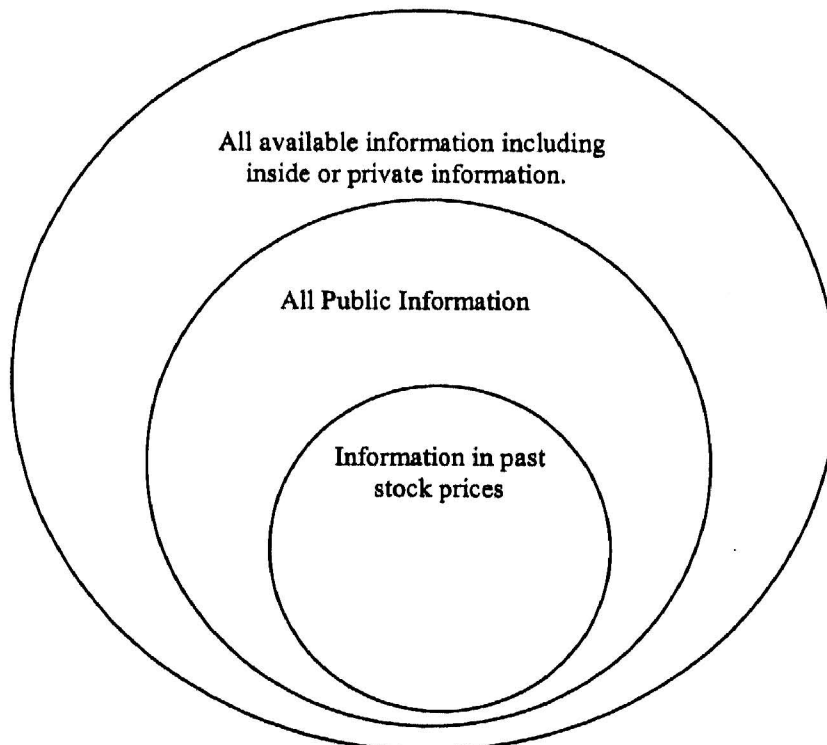 All available information including
inside or private information.
All Public Information
Information in past
stock prices